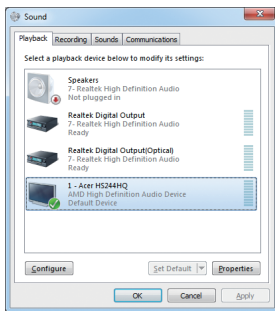 Sound
Playback Recording Sounds Communications
Select a playback device below to modify its settings:
Speakers
7- Realtek High Definition Audio
Not plugged in
Realtek Digital Output
7- Realtek High Definition Audio
Ready
Realtek Digital Output(Optical)
7- Realtek High Definition Audio
Ready
1 - Acer HS244HQ
AMD High Definition Audio Device
Default Device
Configure
Set Default
Properties
OK
Cancel
Apply